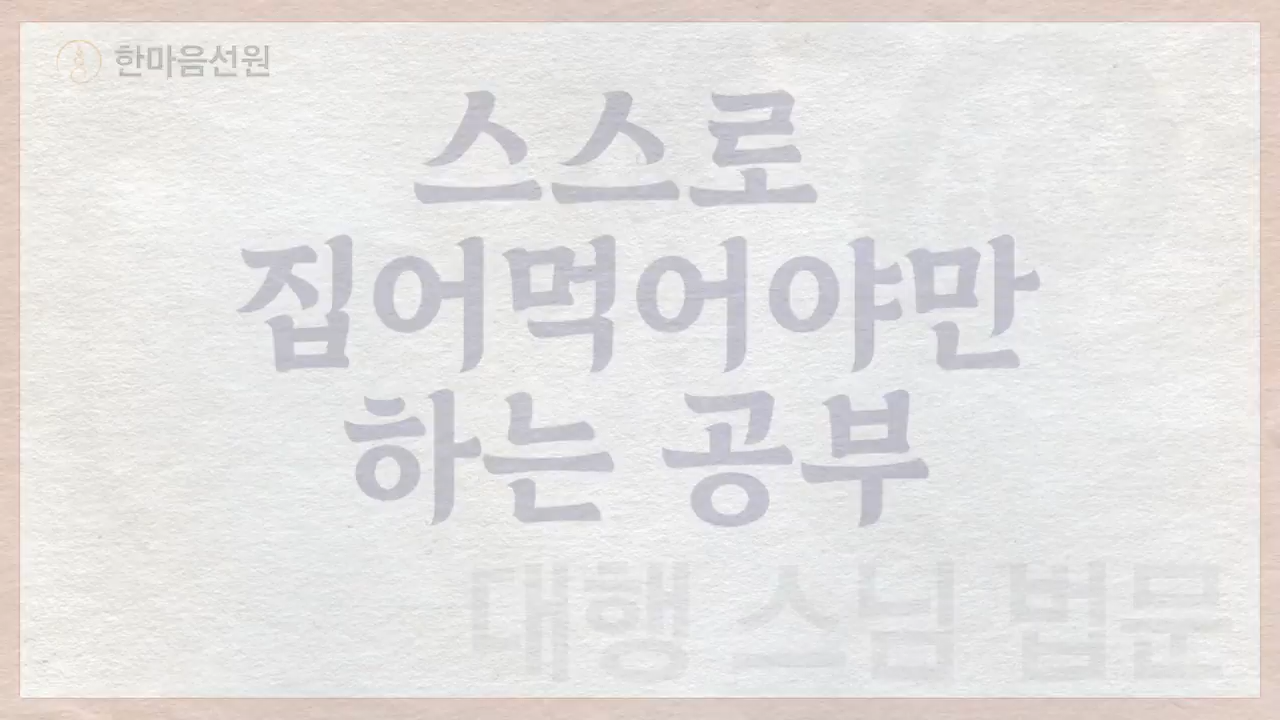 한마음선원
스스로
집어먹어야만
하는 공부
대행 스님 법문